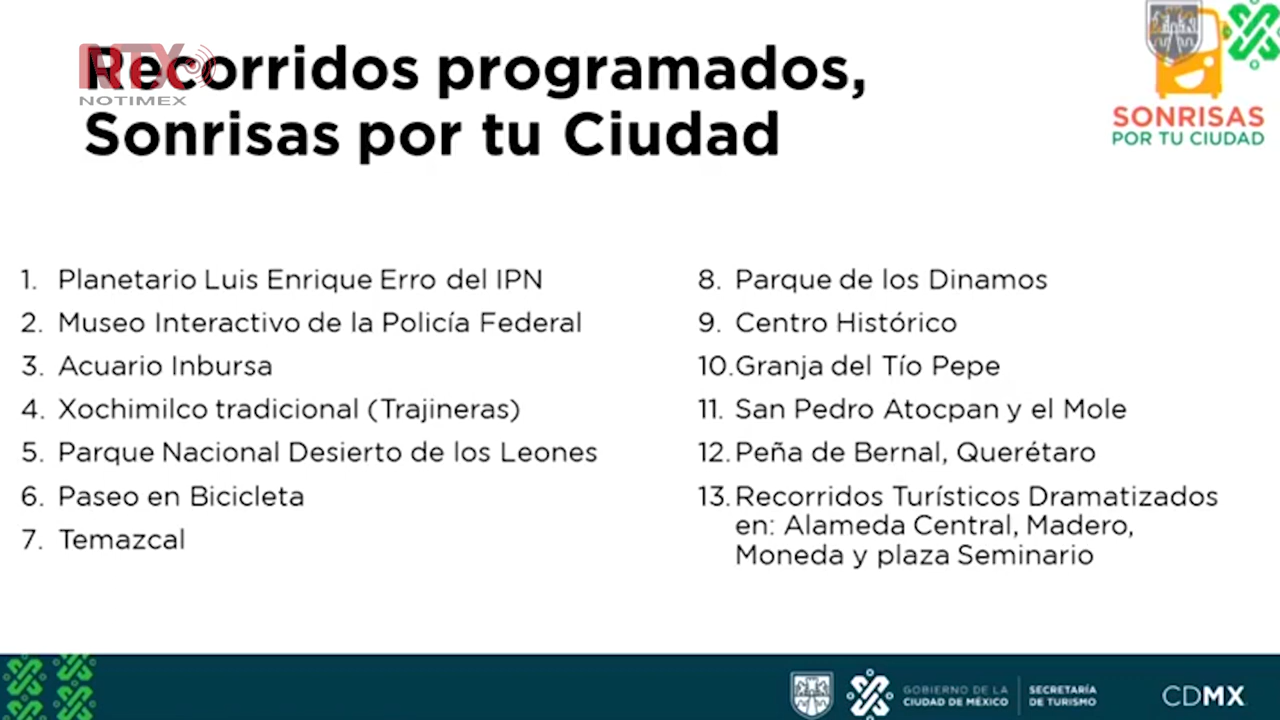 NTX
NOTIMEX
Recorridos programados,
Sonrisas por tu Ciudad
SONRISAS
POR TU CIUDAD
1. Planetario Luis Enrique Erro del IPN
2. Museo Interactivo de la Policía Federal
3. Acuario Inbursa
4. Xochimilco tradicional (Trajineras)
5. Parque Nacional Desierto de los Leones
6. Paseo en Bicicleta
7. Temazcal
8. Parque de los Dinamos
9. Centro Histórico
10. Granja del Tío Pepe
11. San Pedro Atocpan y el Mole
12. Peña de Bernal, Querétaro
13. Recorridos Turísticos Dramatizados
en: Alameda Central, Madero,
Moneda y plaza Seminario
GOBIERNO DE LA
CIUDAD DE MÉXICO
SECRETARÍA
DE TURISMO
CDMX